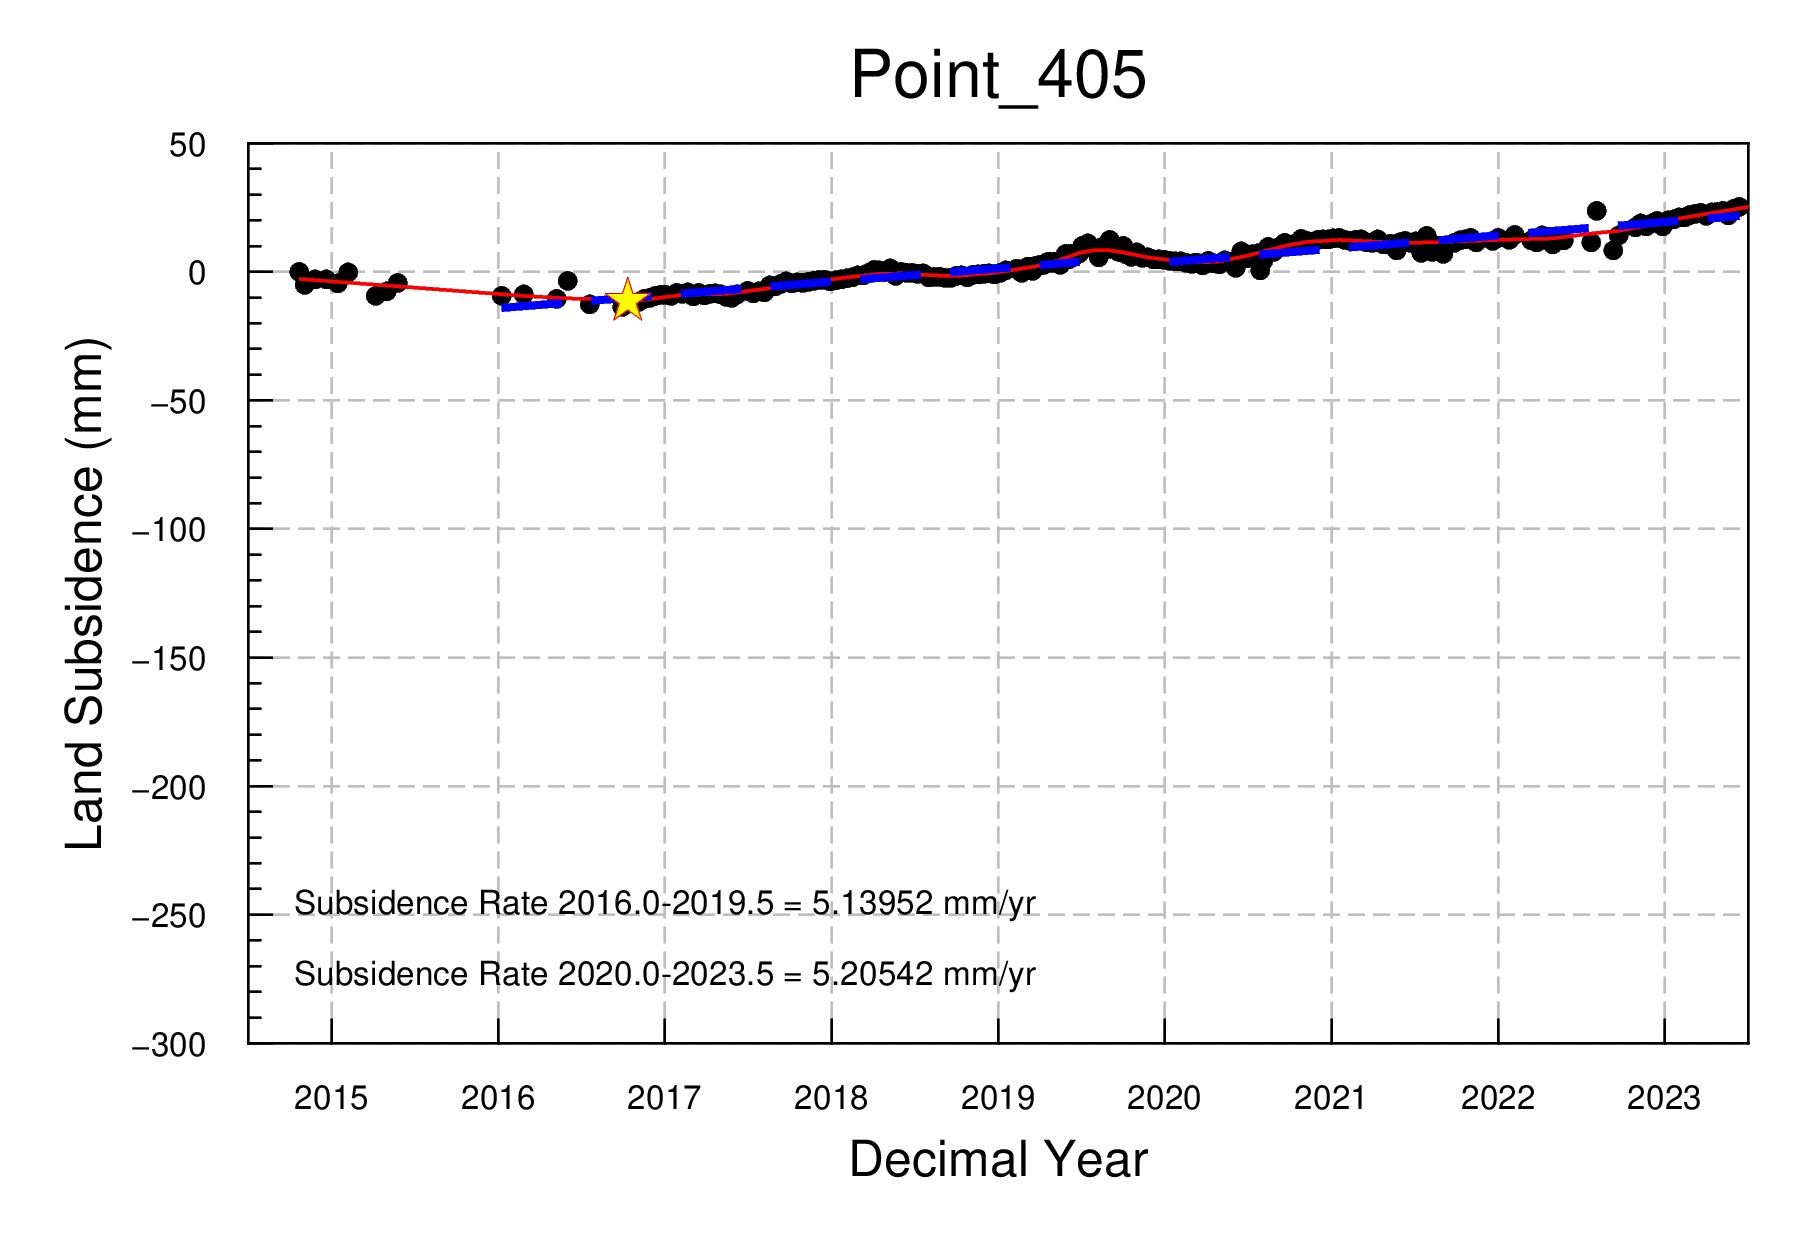 Point_405
50
0
−50
−100
−150
−200
−250
−300
Land Subsidence (mm)
Subsidence Rate 2016.0-2019.5 = 5.13952 mm/yr
Subsidence Rate 2020.0-2023.5 = 5.20542 mm/yr
2015 2016 2017 2018 2019 2020 2021 2022 2023
Decimal Year